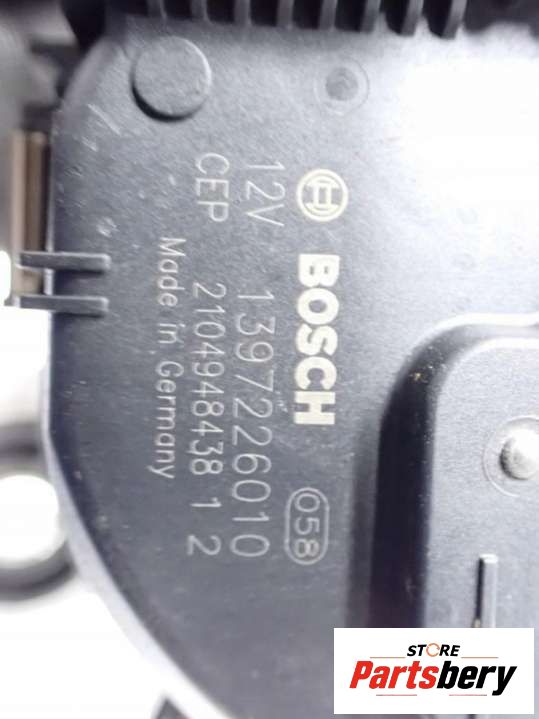 BOSCH
058
12V 1397226010
CEP 2104948438 1 2
Made in Germany
STORE
Partsbery